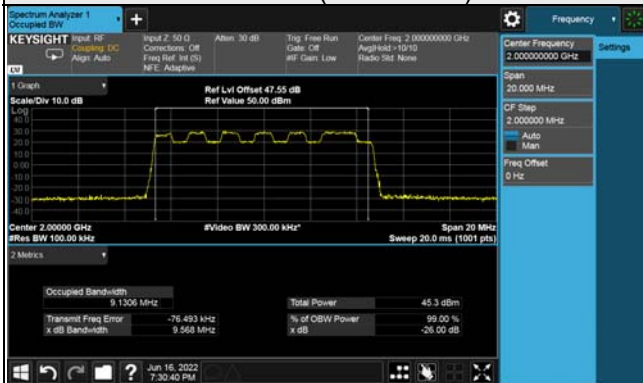 Spectrum Analyzer 1
Occupied BW
+
Frequency
KEYSIGHT Input: RF Input Z: 50 Ω Atten: 30 dB Trig: Free Run Center Freq: 2.000000000 GHz
Coupling: DC Corrections: Off Gate: Off Avg|Hold:>10/10
Align: Auto Freq Ref: Int (S) #IF Gain: Low Radio Std: None
NFE: Adaptive
LXI
1 Graph
Ref Lvl Offset 47.55 dB
Scale/Div 10.0 dB Ref Value 50.00 dBm
Log
40.0
30.0
20.0
10.0
0.00
-10.0
-20.0
-30.0
-40.0
Center 2.00000 GHz #Video BW 300.00 kHz* Span 20 MHz
#Res BW 100.00 kHz Sweep 20.0 ms (1001 pts)
2 Metrics
Occupied Bandwidth
9.1306 MHz Total Power 45.3 dBm
Transmit Freq Error -76.493 kHz % of OBW Power 99.00 %
x dB Bandwidth 9.568 MHz x dB -26.00 dB
Center Frequency
2.000000000 GHz
Settings
Span
20.000 MHz
CF Step
2.000000 MHz
Auto
Man
Freq Offset
0 Hz
? Jun 16, 2022
7:30:40 PM